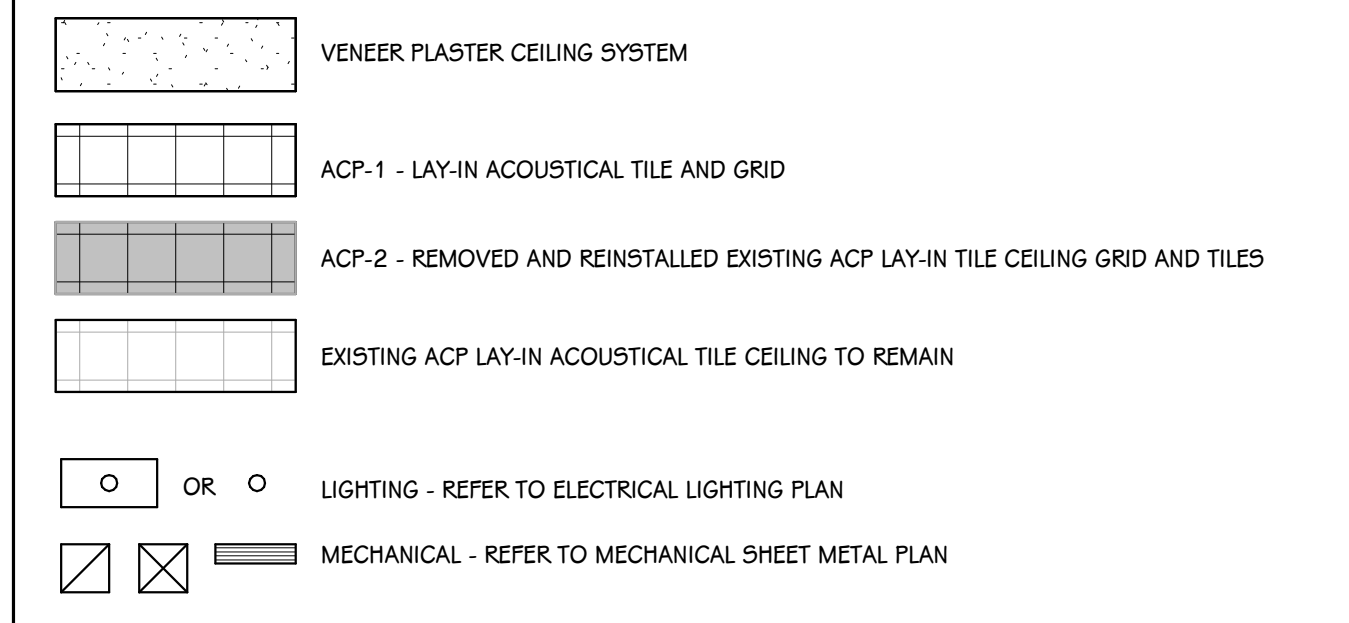 VENEER PLASTER CEILING SYSTEM
ACP-1 - LAY-IN ACOUSTICAL TILE AND GRID
ACP-2 - REMOVED AND REINSTALLED EXISTING ACP LAY-IN TILE CEILING GRID AND TILES
EXISTING ACP LAY-IN ACOUSTICAL TILE CEILING TO REMAIN
OR LIGHTING - REFER TO ELECTRICAL LIGHTING PLAN
MECHANICAL - REFER TO MECHANICAL SHEET METAL PLAN